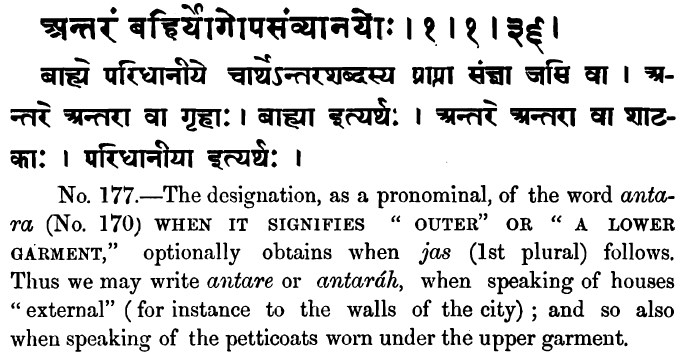 अन्तरं बहिर्योगोपसंव्यानयोः । १ । १ । ३६ ।
बाह्ये परिधानीये चार्थेऽन्तरशब्दस्य प्राप्ता संज्ञा जसि वा । अ-
न्तरे अन्तरा वा गृहाः । बाह्या इत्यर्थः । अन्तरे अन्तरा वा शाट-
काः । परिधानीया इत्यर्थः ।
No. 177.—The designation, as a pronominal, of the word anta-
ra (No. 170) WHEN IT SIGNIFIES “ OUTER” OR “ A LOWER
GARMENT,” optionally obtains when jas (1st plural) follows.
Thus we may write antare or antaráh, when speaking of houses
“ external” ( for instance to the walls of the city) ; and so also
when speaking of the petticoats worn under the upper garment.